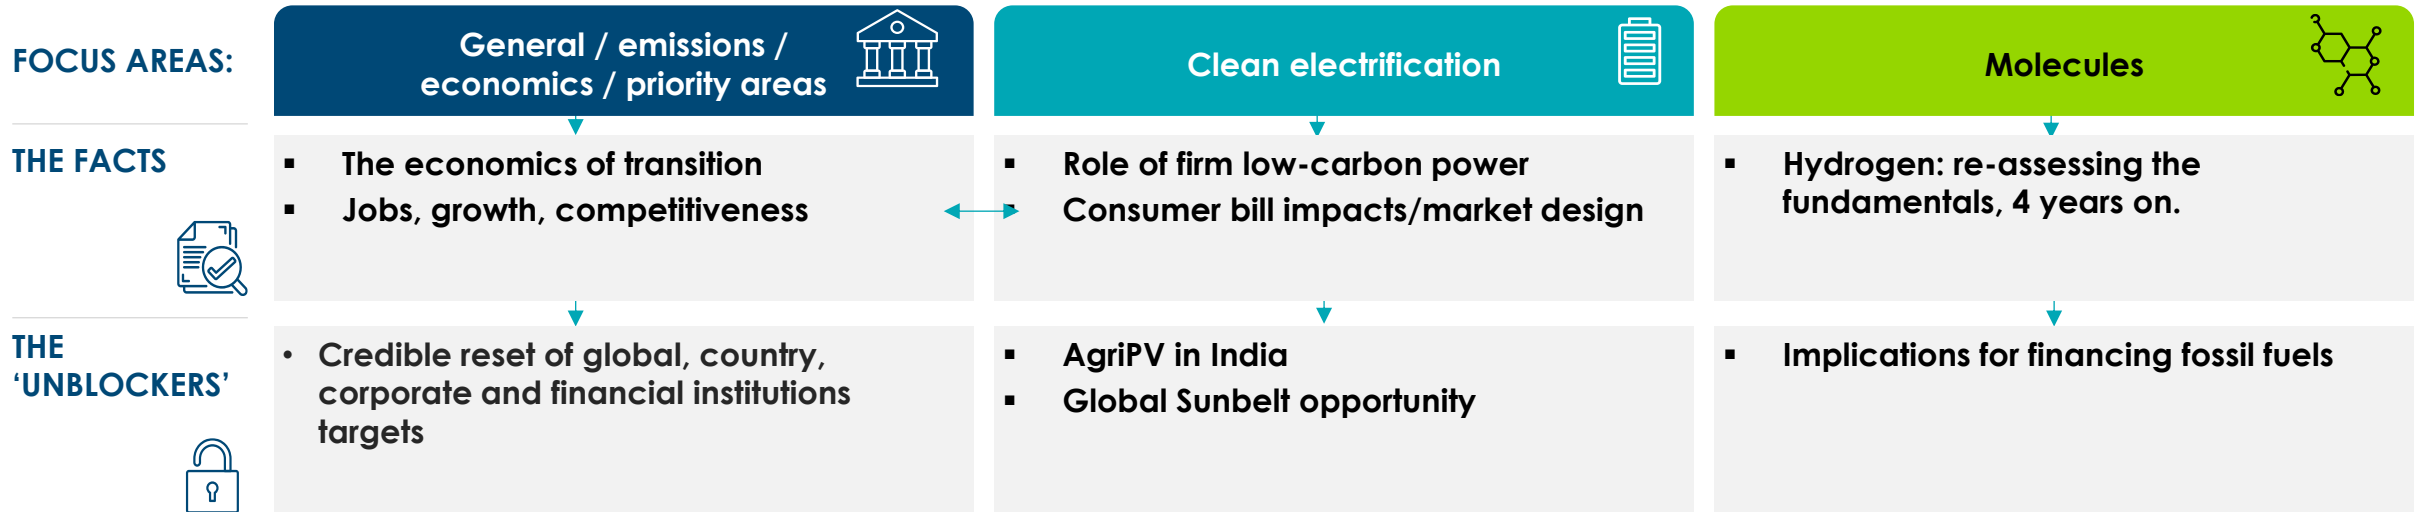 FOCUS AREAS:
General / emissions /
economics / priority areas
Clean electrification
Molecules
THE FACTS
▪ The economics of transition
▪ Jobs, growth, competitiveness
▪ Role of firm low-carbon power
▪ Consumer bill impacts/market design
▪ Hydrogen: re-assessing the
fundamentals, 4 years on.
THE
‘UNBLOCKERS’
• Credible reset of global, country,
corporate and financial institutions
targets
▪ AgriPV in India
▪ Global Sunbelt opportunity
▪ Implications for financing fossil fuels